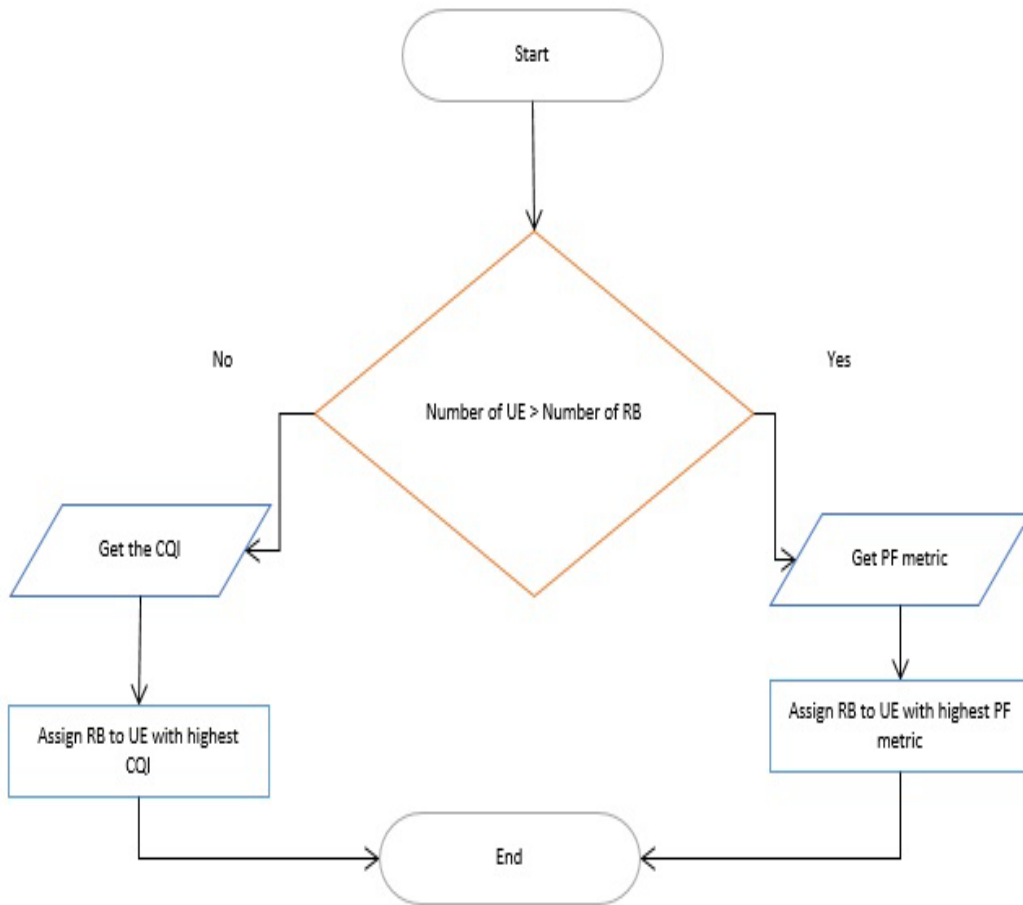 Start
No
Yes
Number of UE > Number of RB
Get the CQI
Get PF metric
Assign RB to UE with highest
CQI
Assign RB to UE with highest PF
metric
End